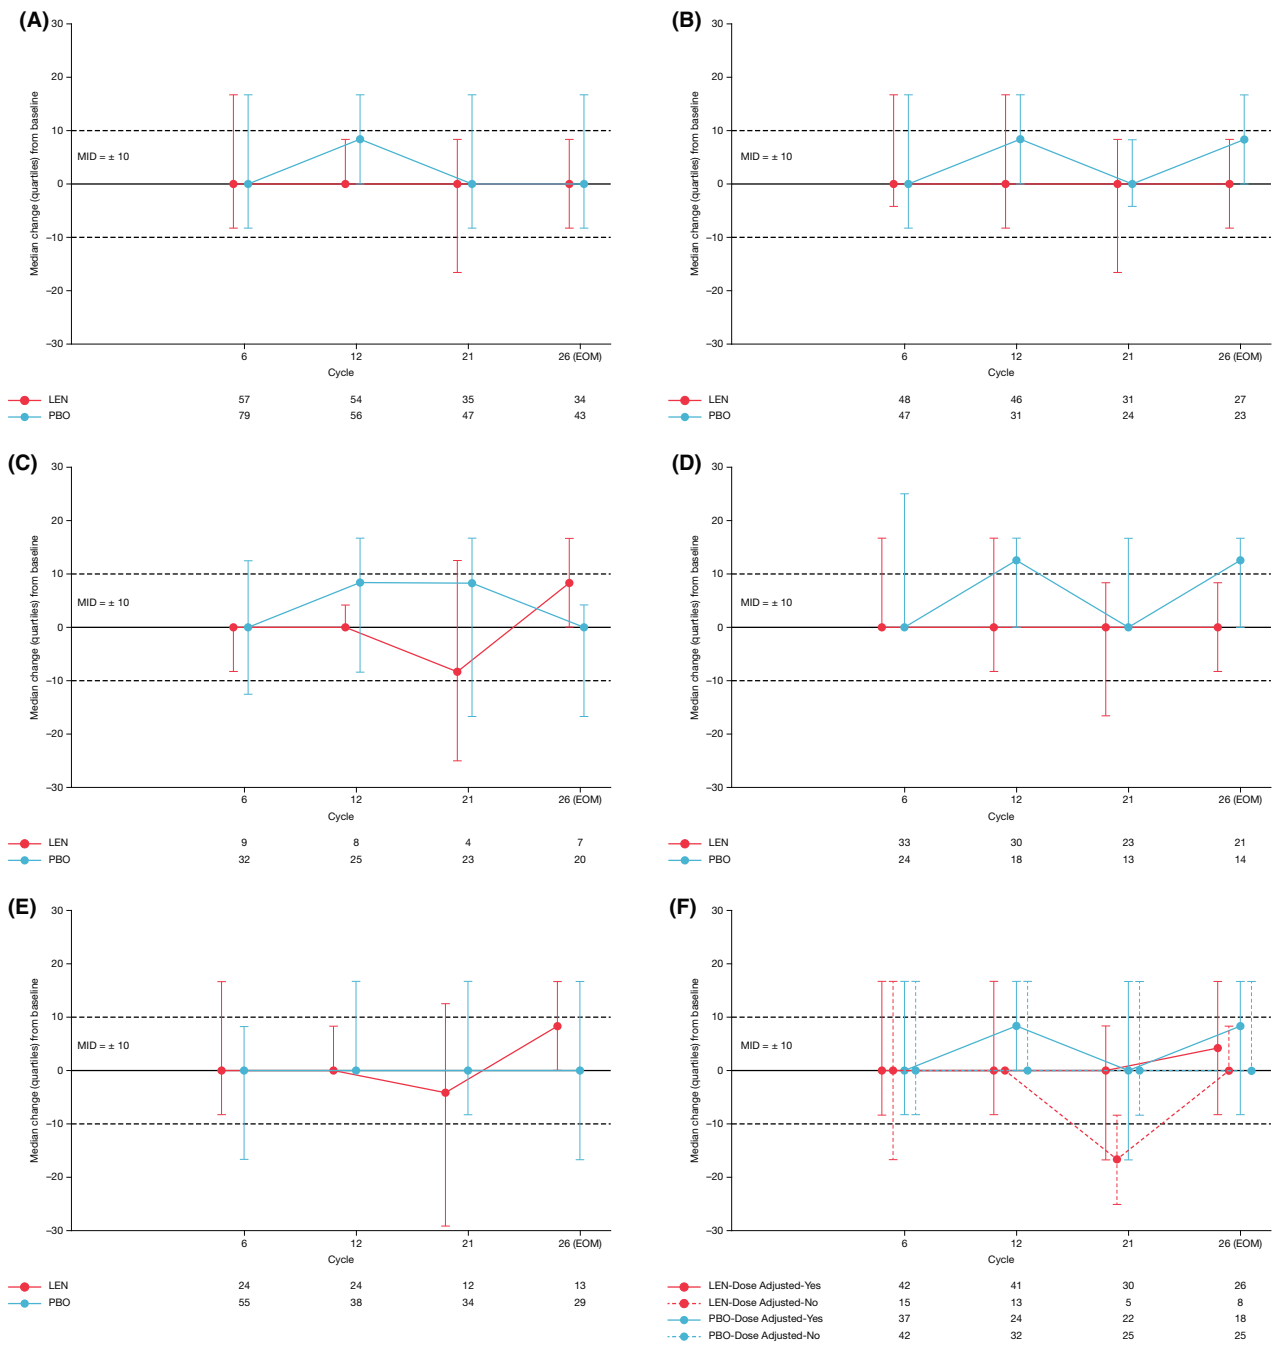 (A)
Median change (quartiles) from baseline
30
20
10
MID = ± 10
0
–10
–20
–30
6 12 21 26 (EOM)
Cycle
LEN 57 54 35 34
PBO 79 56 47 43
(B)
Median change (quartiles) from baseline
30
20
10
MID = ± 10
0
–10
–20
–30
6 12 21 26 (EOM)
Cycle
LEN 48 46 31 27
PBO 47 31 24 23
(C)
Median change (quartiles) from baseline
30
20
10
MID = ± 10
0
–10
–20
–30
6 12 21 26 (EOM)
Cycle
LEN 9 8 4 7
PBO 32 25 23 20
(D)
Median change (quartiles) from baseline
30
20
10
MID = ± 10
0
–10
–20
–30
6 12 21 26 (EOM)
Cycle
LEN 33 30 23 21
PBO 24 18 13 14
(E)
Median change (quartiles) from baseline
30
20
10
MID = ± 10
0
–10
–20
–30
6 12 21 26 (EOM)
Cycle
LEN 24 24 12 13
PBO 55 38 34 29
(F)
Median change (quartiles) from baseline
30
20
10
MID = ± 10
0
–10
–20
–30
6 12 21 26 (EOM)
Cycle
LEN-Dose Adjusted-Yes 42 41 30 26
LEN-Dose Adjusted-No 15 13 5 8
PBO-Dose Adjusted-Yes 37 24 22 18
PBO-Dose Adjusted-No 42 32 25 25